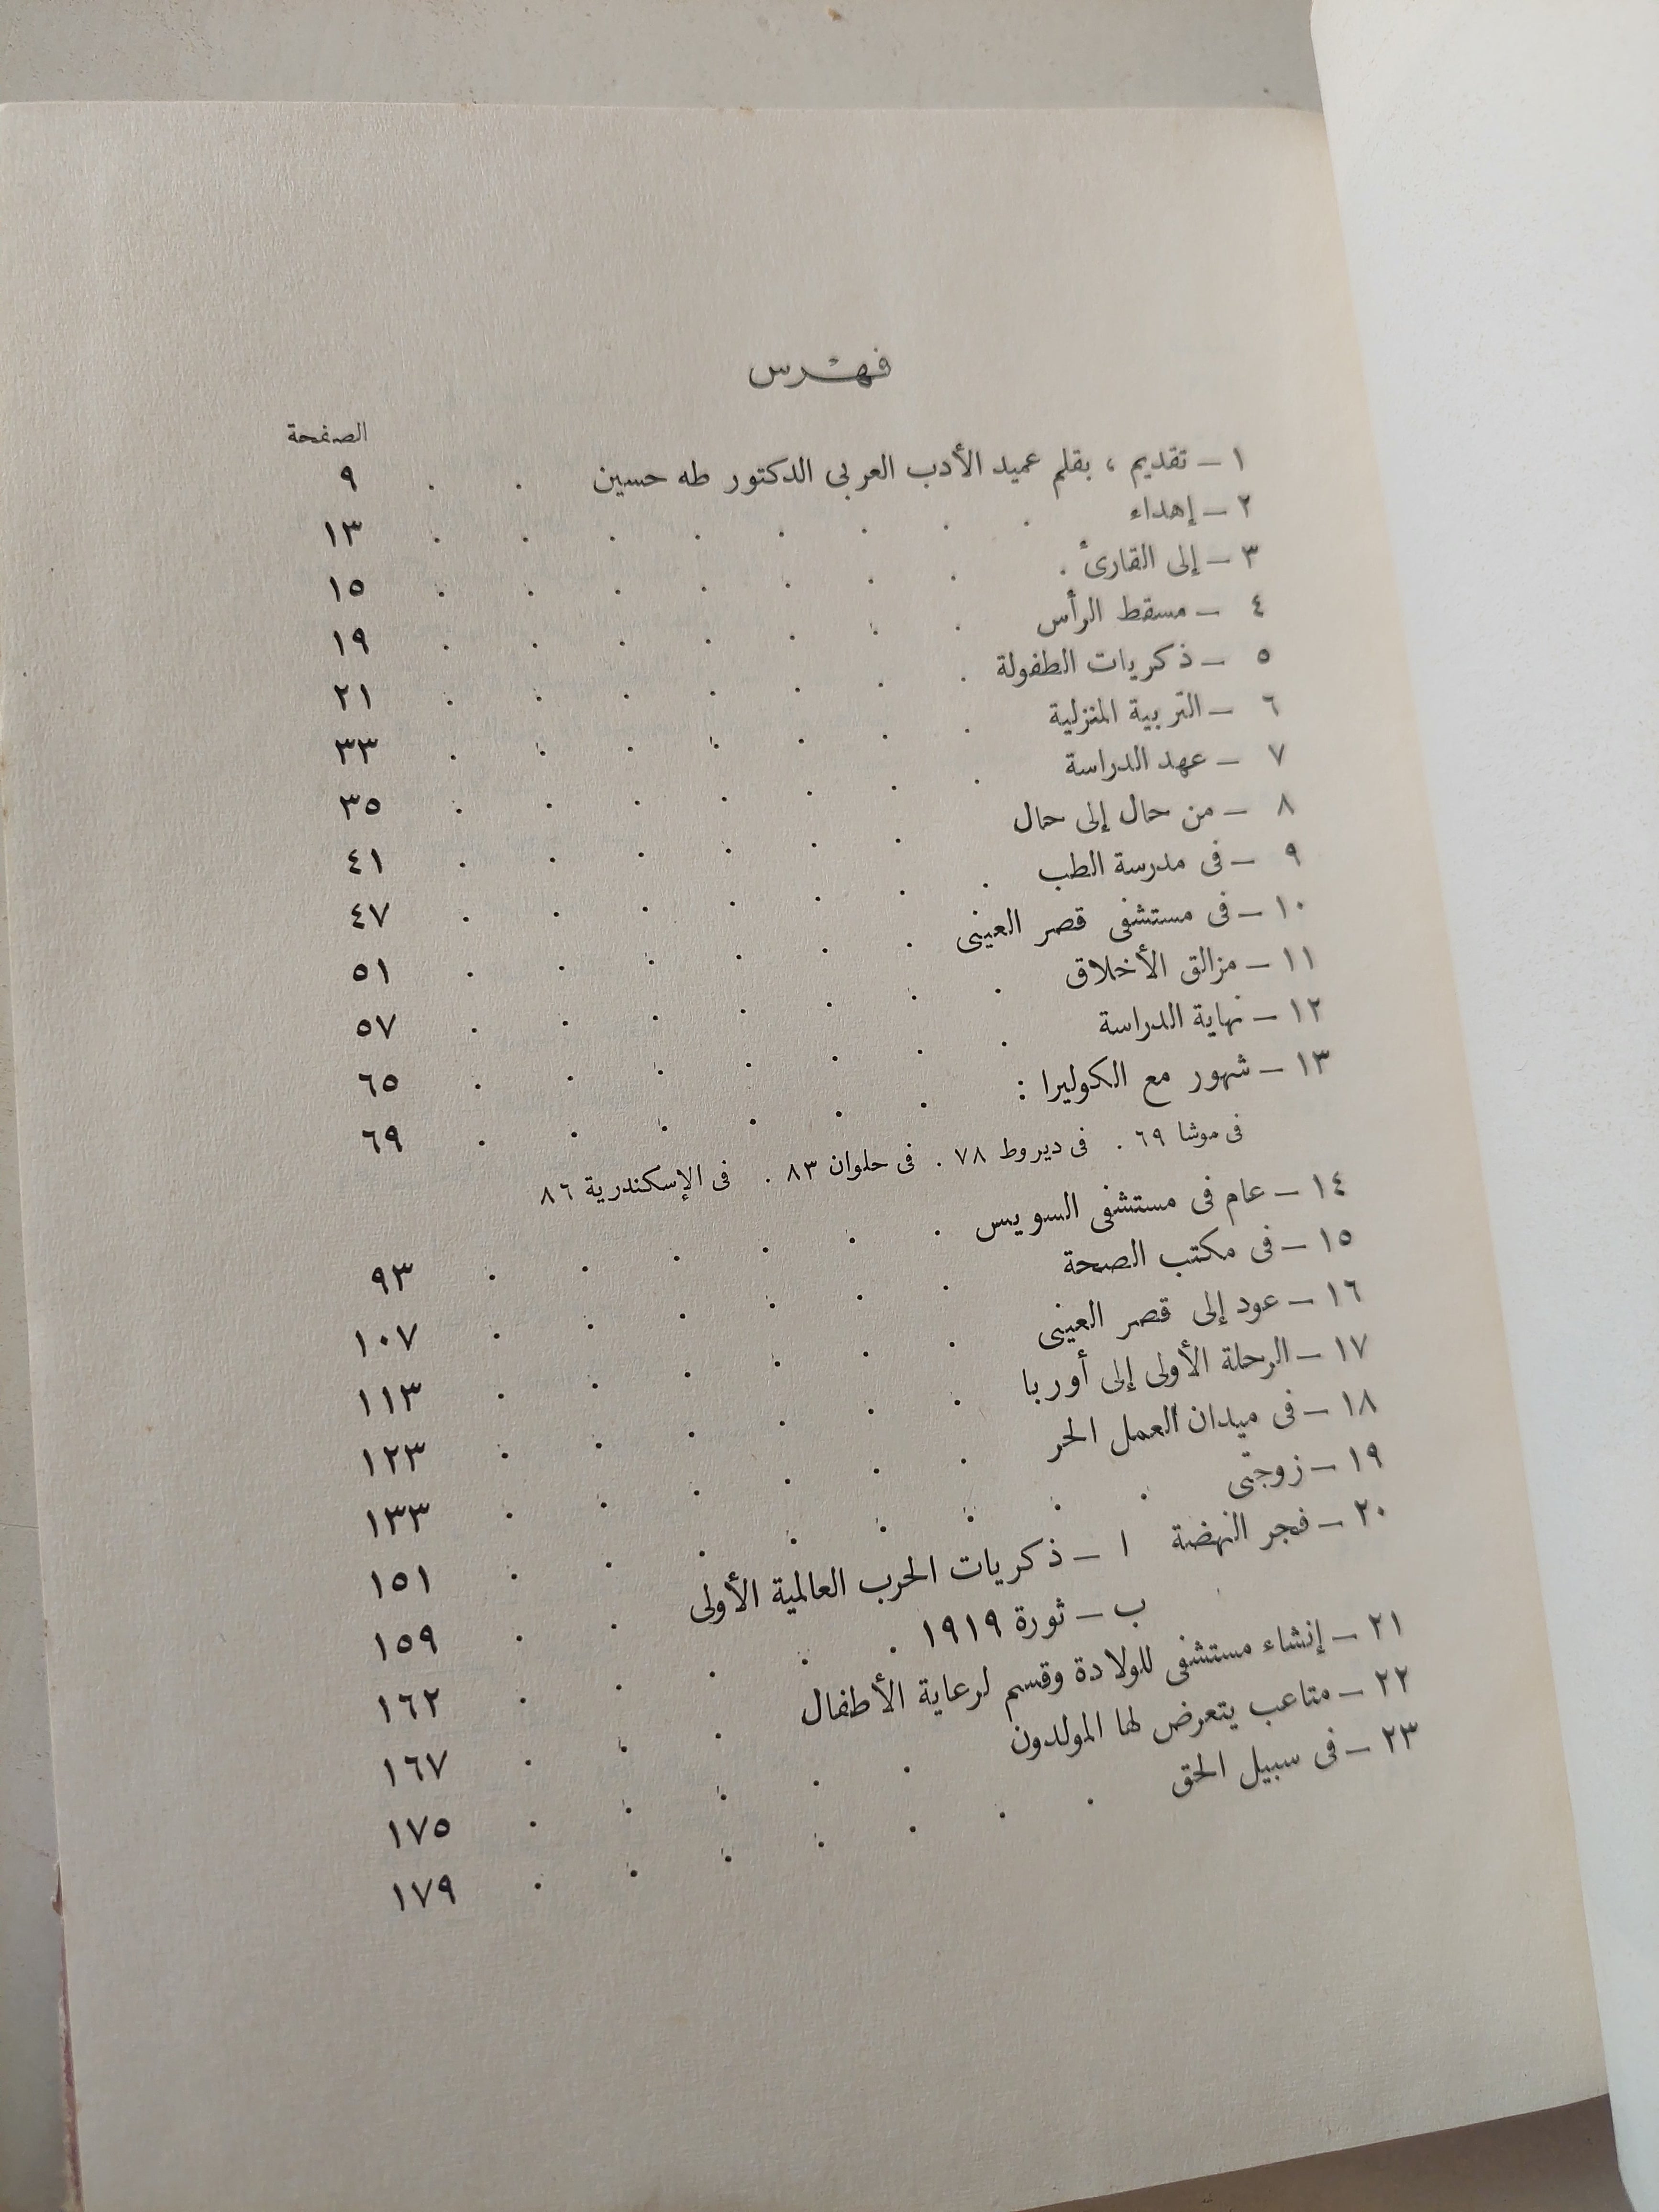 فهرس
الصفحة
١ – تقديم ، بقلم عميد الأدب العربى الدكتور طه حسين . . ٩
٢ – إهداء . . . . . . . . ١٣
٣ – إلى القارئ . . . . . . . . ١٥
٤ – مسقط الرأس . . . . . . . ١٩
٥ – ذكريات الطفولة . . . . . . . ٢١
٦ – التربية المنزلية . . . . . . . ٣٣
٧ – عهد الدراسة . . . . . . . ٣٥
٨ – من حال إلى حال . . . . . . ٤١
٩ – فى مدرسة الطب . . . . . . . ٤٧
١٠ – فى مستشفى قصر العينى . . . . . . ٥١
١١ – مزالق الأخلاق . . . . . . . ٥٧
١٢ – نهاية الدراسة . . . . . . . ٦٥
١٣ – شهور مع الكوليرا : . . . . . . ٦٩
فى موشا ٦٩ . فى ديروط ٧٨ . فى حلوان ٨٣ . فى الإسكندرية ٨٦
١٤ – عام فى مستشفى السويس . . . . . . ٩٣
١٥ – فى مكتب الصحة . . . . . . ١٠٧
١٦ – عود إلى قصر العينى . . . . . . ١١٣
١٧ – الرحلة الأولى إلى أوربا . . . . . . ١٢٣
١٨ – فى ميدان العمل الحر . . . . . . ١٣٣
١٩ – زوجتى . . . . . . . . ١٥١
٢٠ – فجر النهضة ا – ذكريات الحرب العالمية الأولى . . ١٥٩
ب – ثورة ١٩١٩ . . . . . ١٦٢
٢١ – إنشاء مستشفى للولادة وقسم لرعاية الأطفال . . . ١٦٧
٢٢ – متاعب يتعرض لها المولدون . . . . . ١٧٥
٢٣ – فى سبيل الحق . . . . . . . ١٧٩